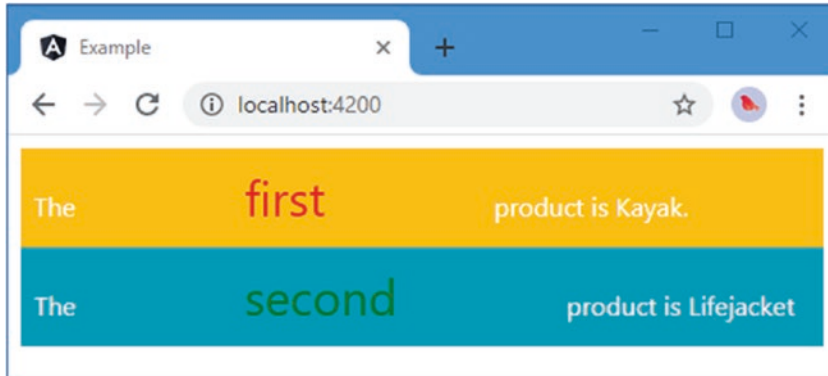 Example
localhost:4200
The first product is Kayak.
The second product is Lifejacket